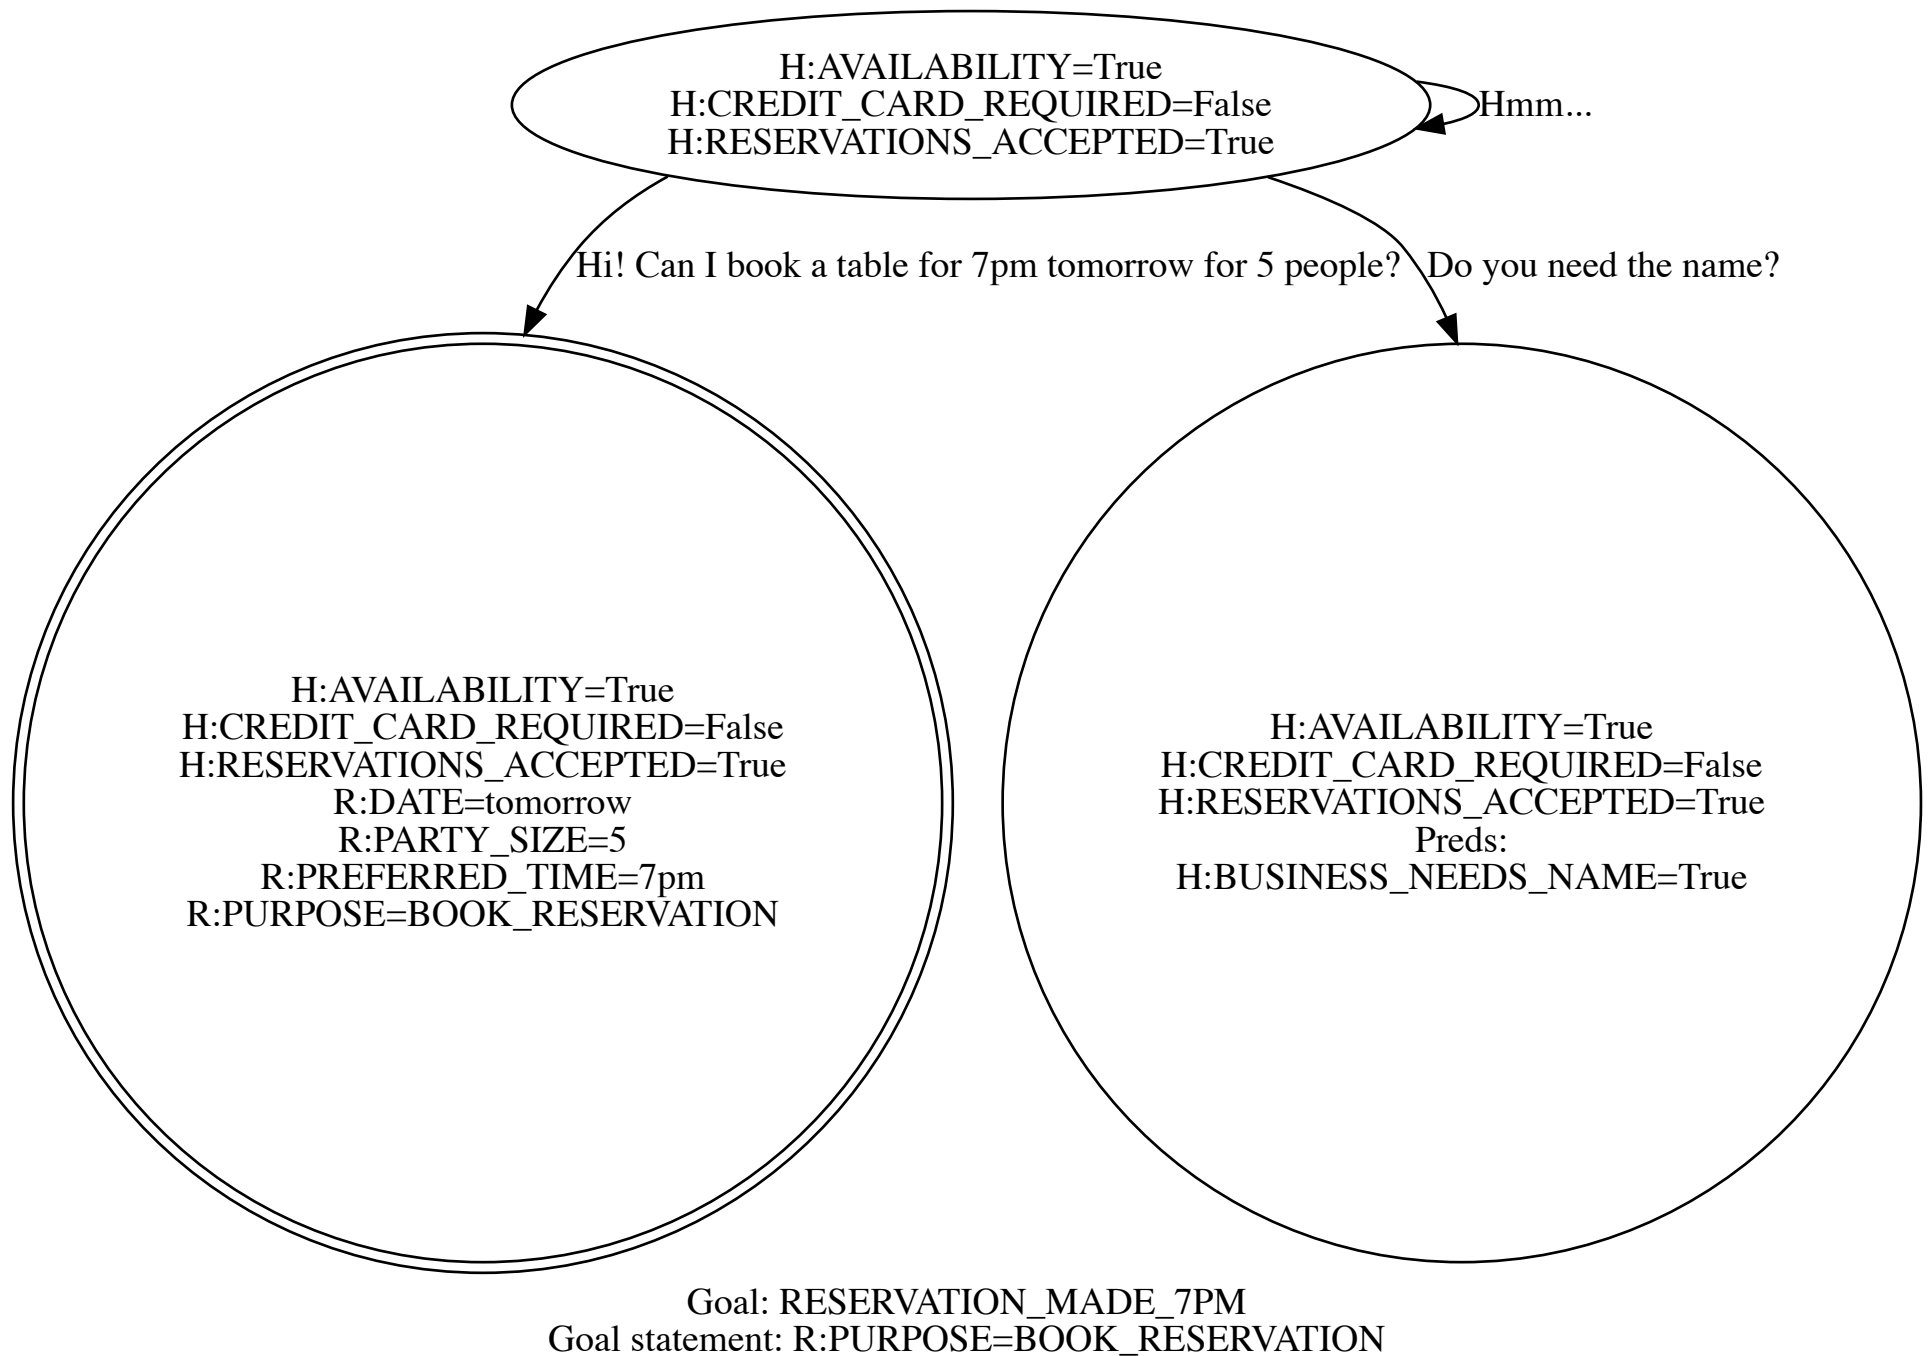 H:AVAILABILITY=True
H:CREDIT_CARD_REQUIRED=False
H:RESERVATIONS_ACCEPTED=True
Hmm...
Hi! Can I book a table for 7pm tomorrow for 5 people?
Do you need the name?
H:AVAILABILITY=True
H:CREDIT_CARD_REQUIRED=False
H:RESERVATIONS_ACCEPTED=True
R:DATE=tomorrow
R:PARTY_SIZE=5
R:PREFERRED_TIME=7pm
R:PURPOSE=BOOK_RESERVATION
H:AVAILABILITY=True
H:CREDIT_CARD_REQUIRED=False
H:RESERVATIONS_ACCEPTED=True
Preds:
H:BUSINESS_NEEDS_NAME=True
Goal: RESERVATION_MADE_7PM
Goal statement: R:PURPOSE=BOOK_RESERVATION